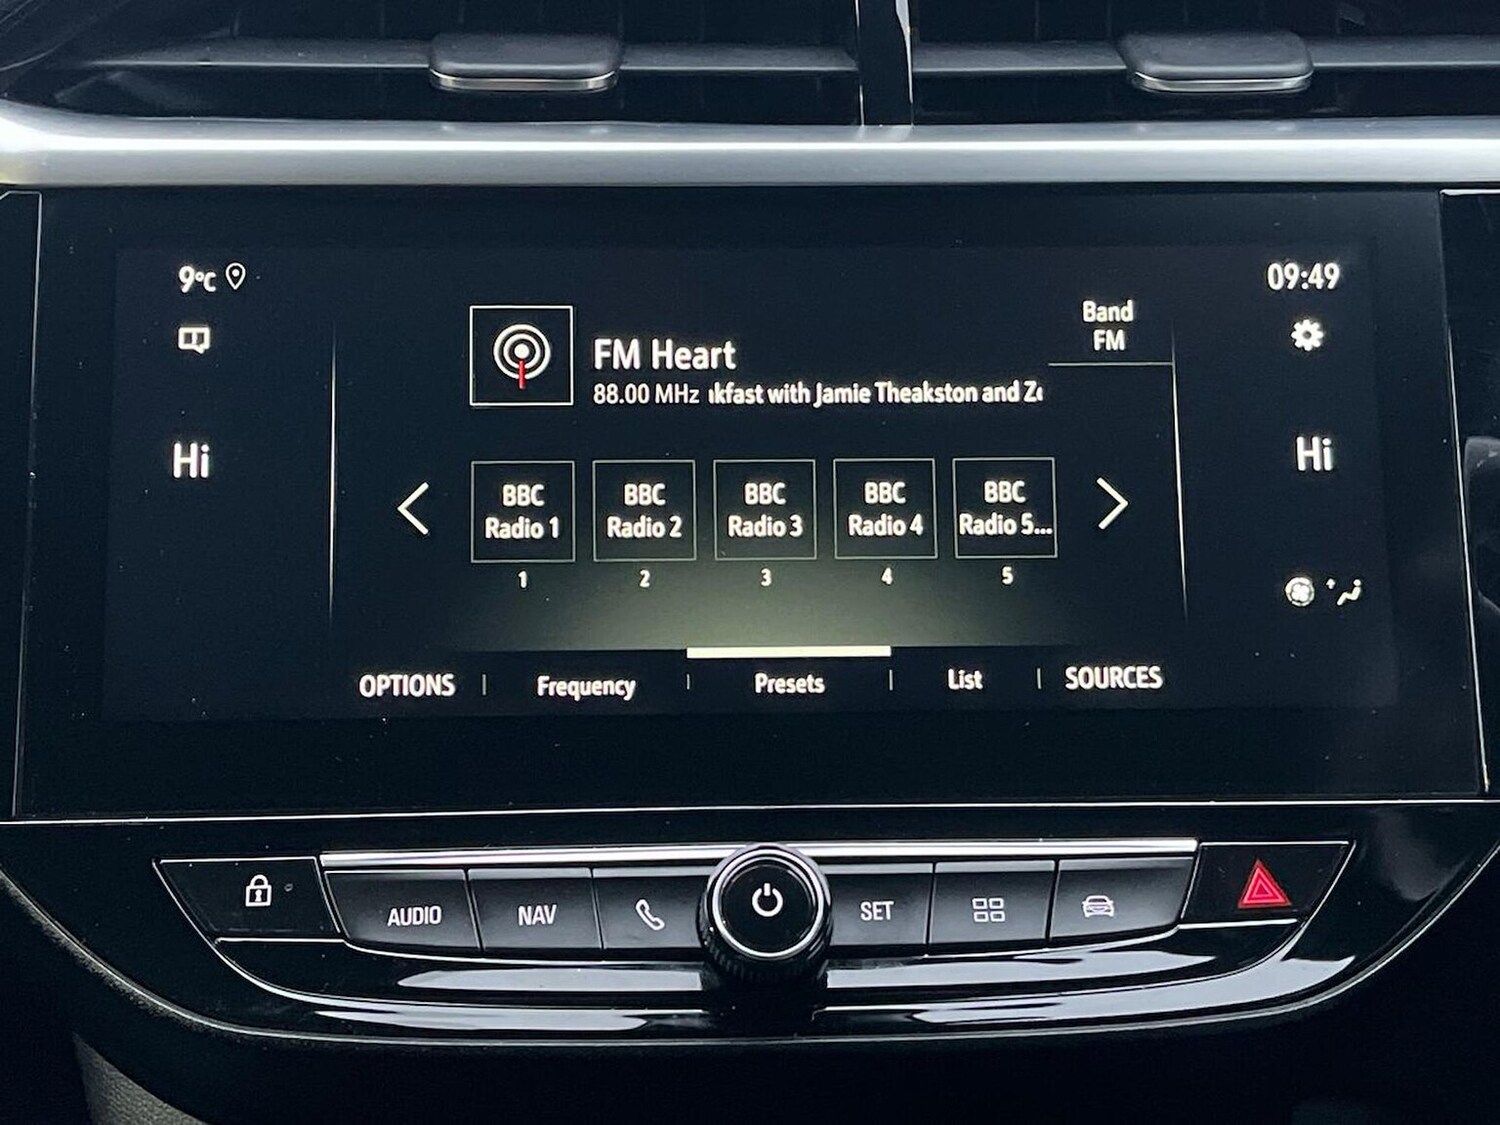 9°C
09:49
Band
FM
FM Heart
88.00 MHz kfast with Jamie Theakston and Z
Hi
Hi
BBC
Radio 1
BBC
Radio 2
BBC
Radio 3
BBC
Radio 4
BBC
Radio 5...
1
2
3
4
5
OPTIONS
Frequency
Presets
List
SOURCES
AUDIO
NAV
SET